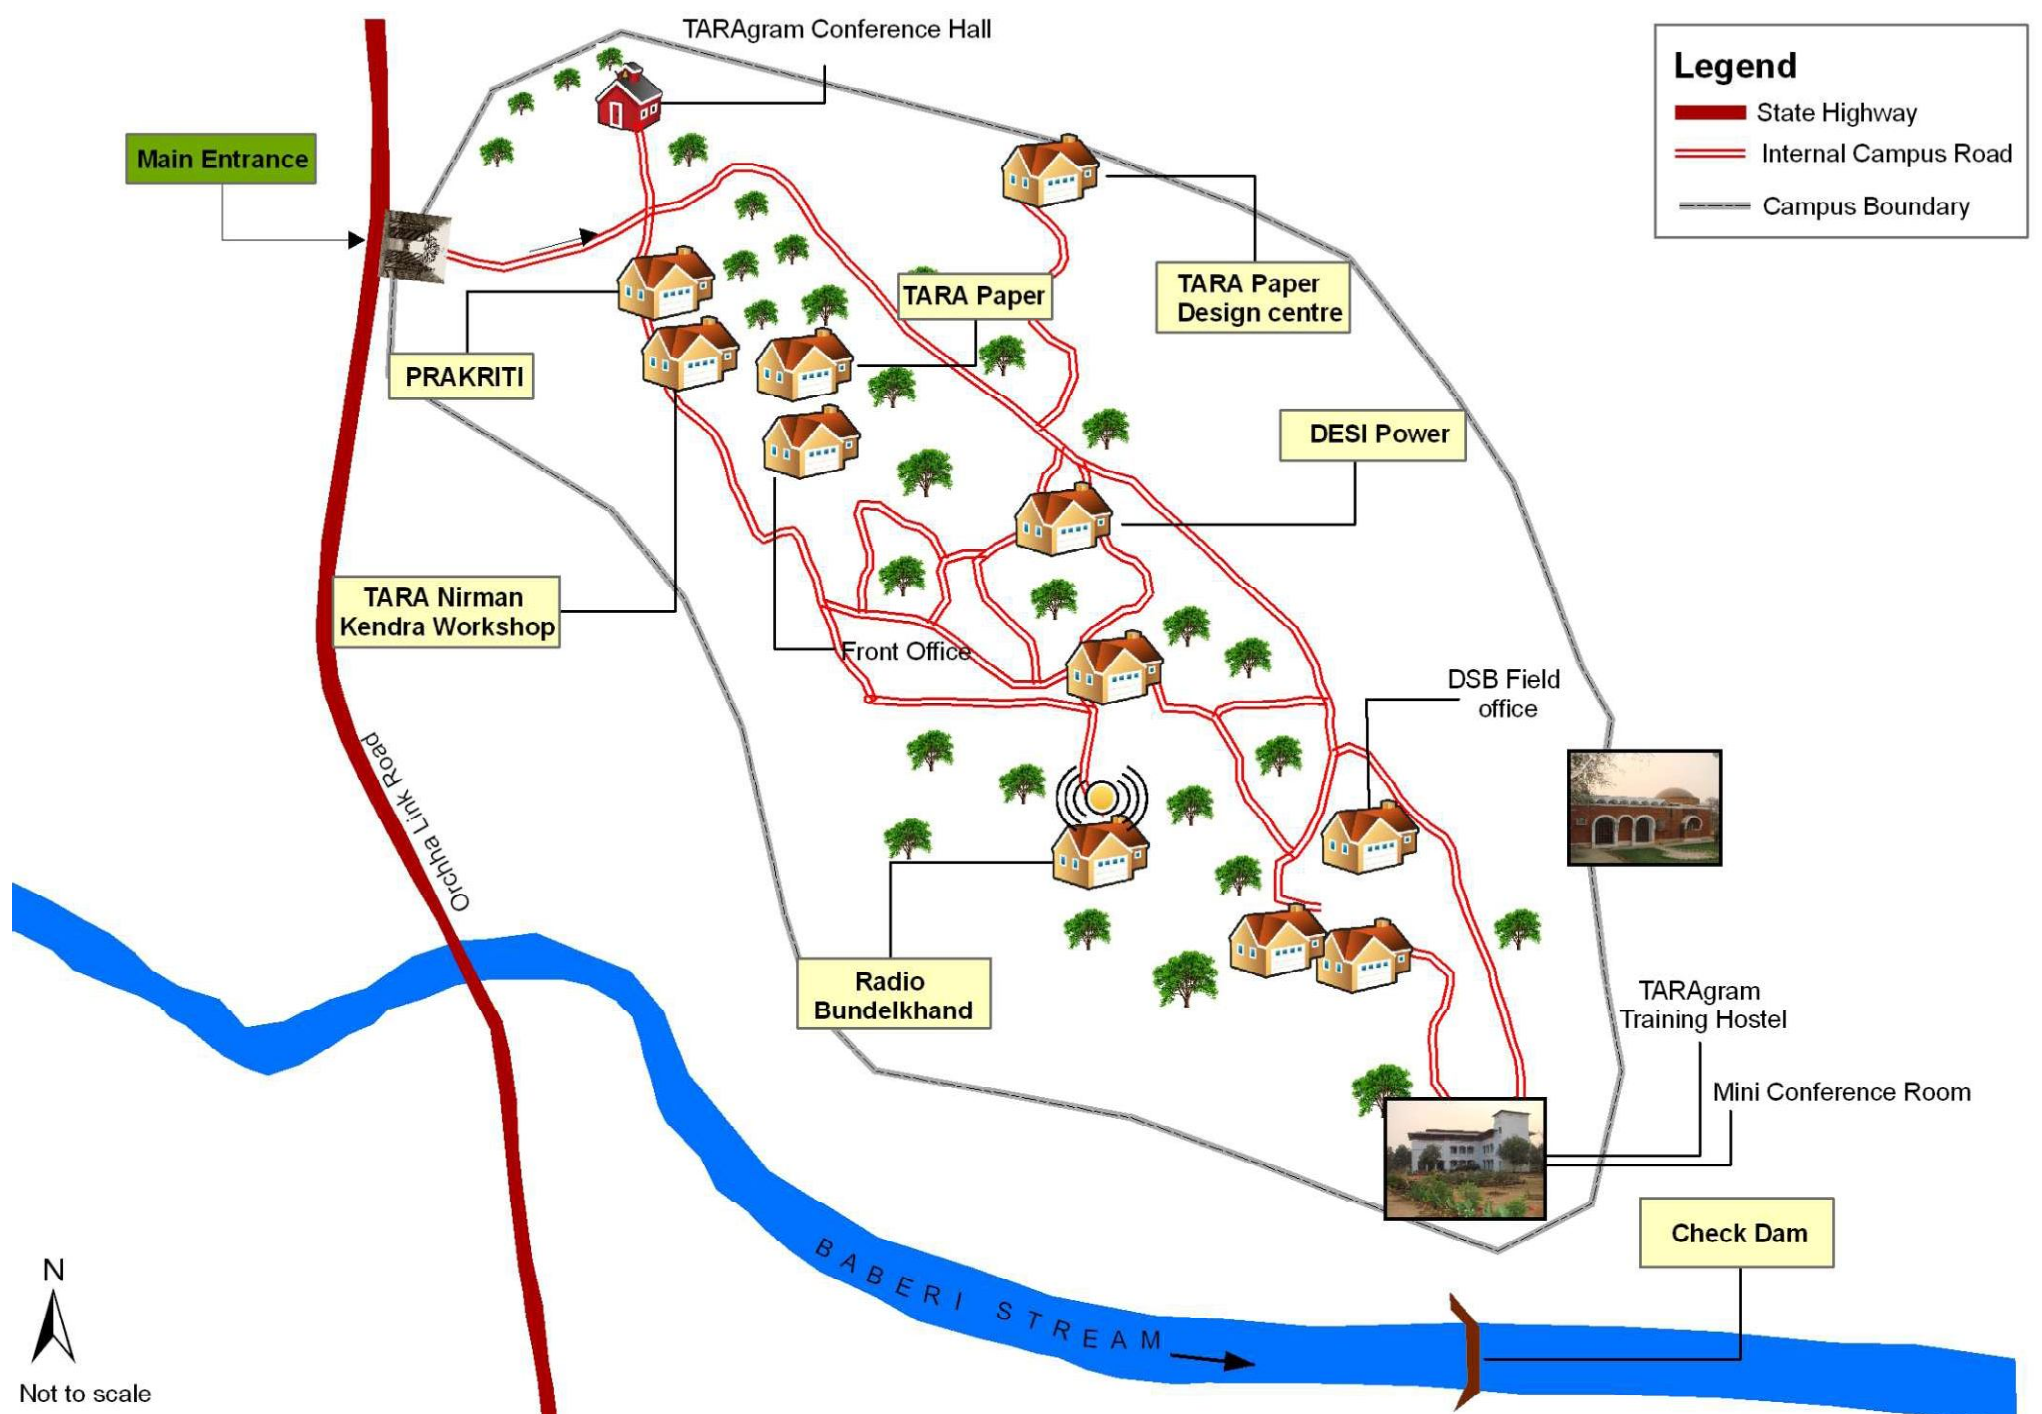 TARAgram Conference Hall
Legend
State Highway
Internal Campus Road
Campus Boundary
Main Entrance
TARA Paper
TARA Paper
Design centre
PRAKRITI
DESI Power
TARA Nirman
Kendra Workshop
Front Office
DSB Field
office
Orchha Link Road
Radio
Bundelkhand
TARAgram
Training Hostel
Mini Conference Room
Check Dam
BABERI STREAM
N
Not to scale